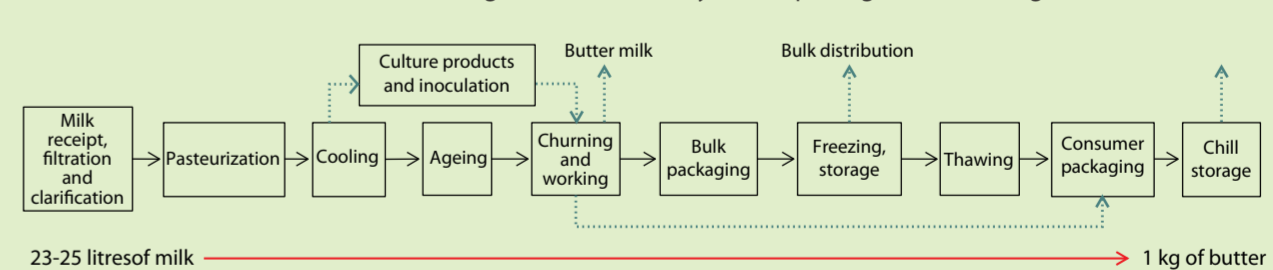 Culture products
and inoculation
Butter milk
Bulk distribution
Milk
receipt,
filtration
and
clarification
Pasteurization
Cooling
Ageing
Churning
and
working
Bulk
packaging
Freezing,
storage
Thawing
Consumer
packaging
Chill
storage
23-25 litresof milk
1 kg of butter